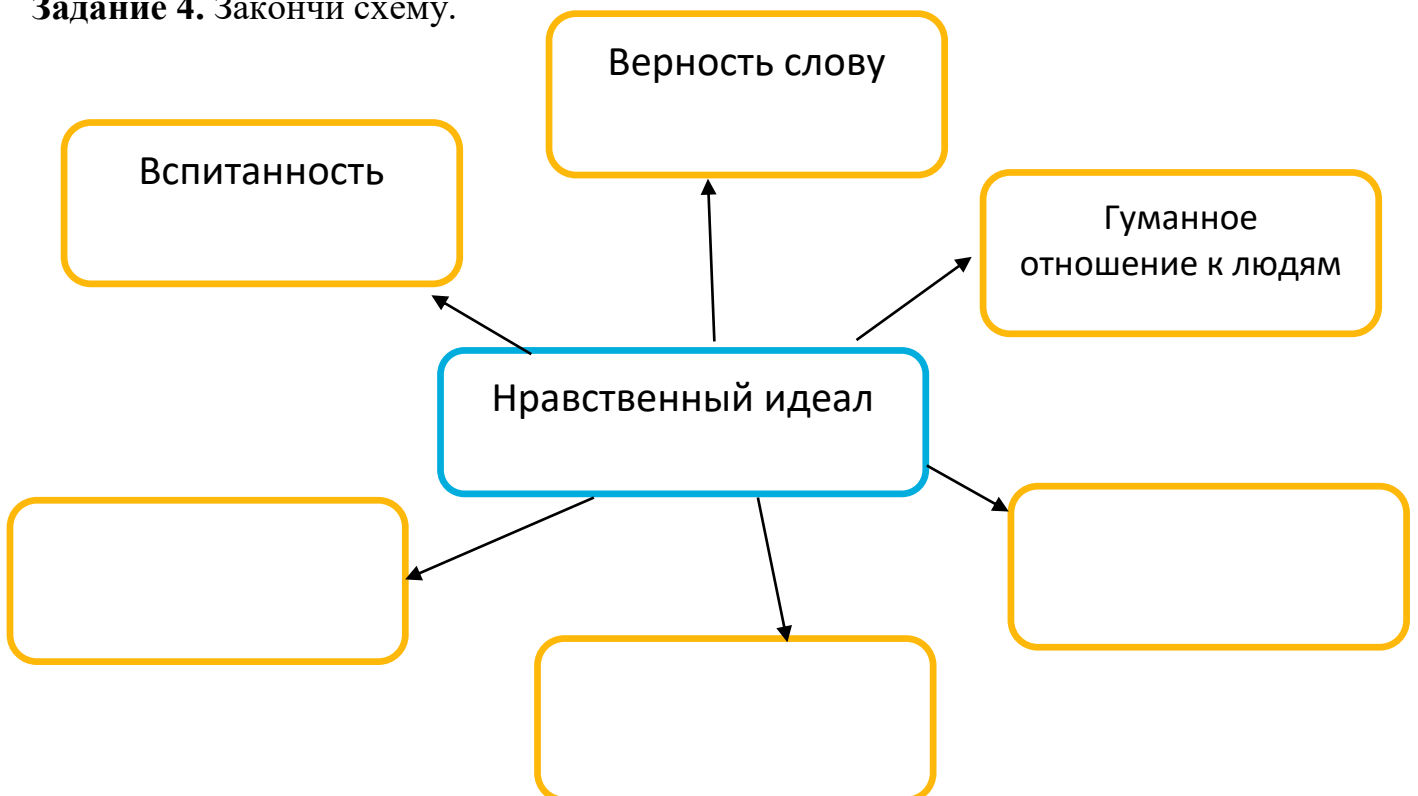 Задание 4. Закончи схему.
Верность слову
Вспитанность
Гуманное
отношение к людям
Нравственный идеал